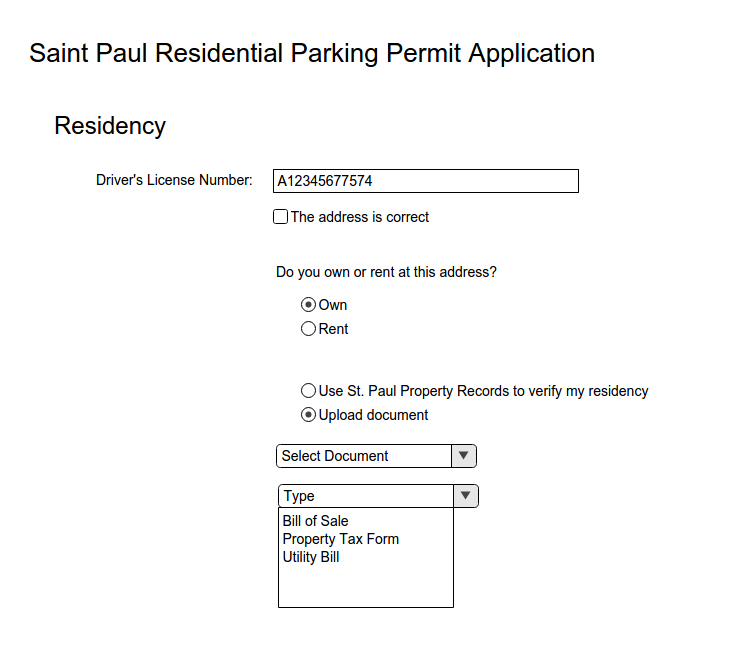 Saint Paul Residential Parking Permit Application
Residency
Driver's License Number: A12345677574
The address is correct
Do you own or rent at this address?
Own
Rent
Use St. Paul Property Records to verify my residency
Upload document
Select Document
Type
Bill of Sale
Property Tax Form
Utility Bill